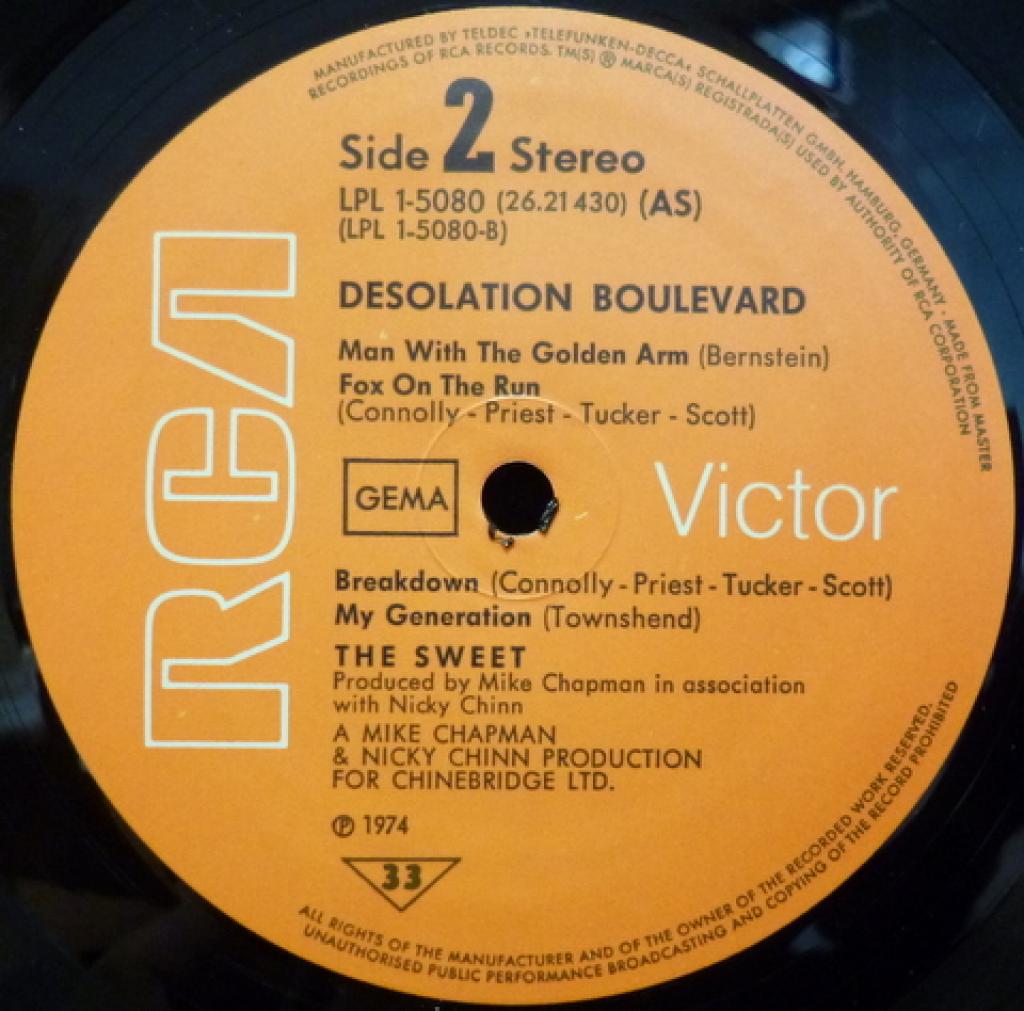 MANUFACTURED BY TELDEC »TELEFUNKEN-DECCA« SCHALLPLATTEN GMBH, HAMBURG, GERMANY · MADE FROM MASTER
RECORDINGS OF RCA RECORDS. TM(S) ® MARCA(S) REGISTRADA(S) USED BY AUTHORITY OF RCA CORPORATION
Side 2 Stereo
LPL 1-5080 (26.21 430) (AS)
(LPL 1-5080-B)
RCA
DESOLATION BOULEVARD
Man With The Golden Arm (Bernstein)
Fox On The Run
(Connolly - Priest - Tucker - Scott)
GEMA
Victor
Breakdown (Connolly - Priest - Tucker - Scott)
My Generation (Townshend)
THE SWEET
Produced by Mike Chapman in association
with Nicky Chinn
A MIKE CHAPMAN
& NICKY CHINN PRODUCTION
FOR CHINEBRIDGE LTD.
℗ 1974
33
ALL RIGHTS OF THE MANUFACTURER AND OF THE OWNER OF THE RECORDED WORK RESERVED.
UNAUTHORISED PUBLIC PERFORMANCE BROADCASTING AND COPYING OF THE RECORD PROHIBITED